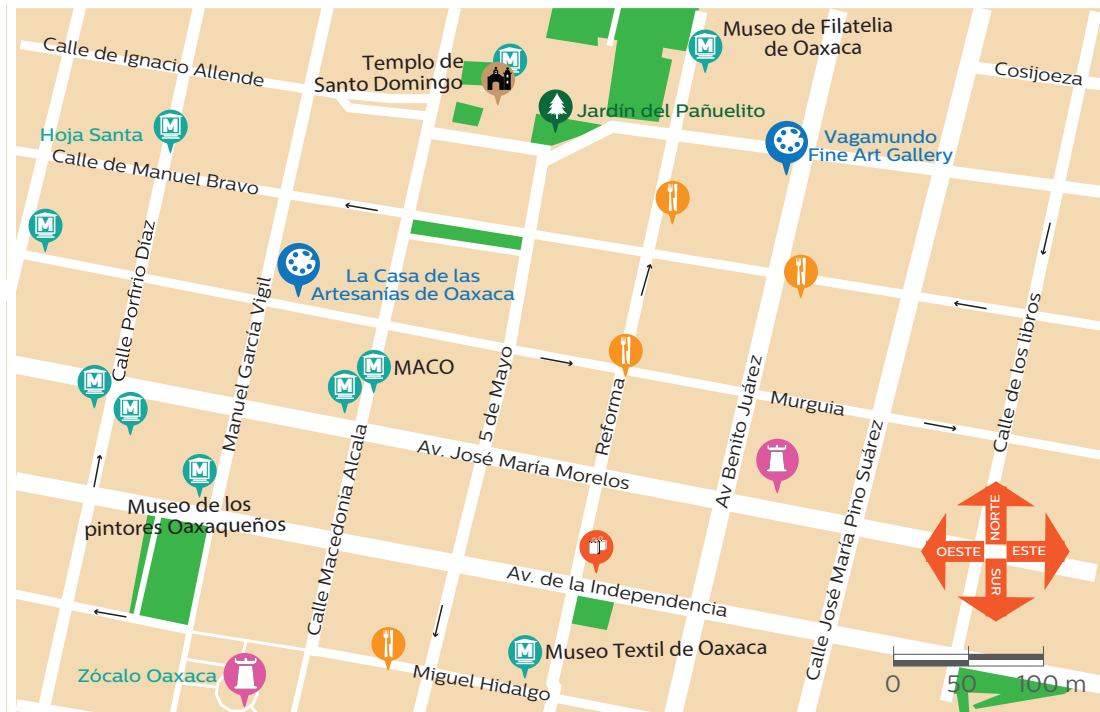 Calle de Ignacio Allende
Templo de
Santo Domingo
Museo de Filatelia
de Oaxaca
Cosijoeza
Hoja Santa
Jardín del Pañuelito
Vagamundo
Fine Art Gallery
Calle de Manuel Bravo
Calle Porfirio Díaz
Manuel García Vigil
La Casa de las
Artesanías de Oaxaca
MACO
5 de Mayo
Reforma
Av Benito Juárez
Murguia
Calle de los libros
Calle Macedonia Alcala
Av. José María Morelos
Calle José María Pino Suárez
Museo de los
pintores Oaxaqueños
Av. de la Independencia
NORTE
OESTE
ESTE
SUR
Zócalo Oaxaca
Miguel Hidalgo
Museo Textil de Oaxaca
0 50 100 m
M
M
M
M
M
M
M
M
M
M